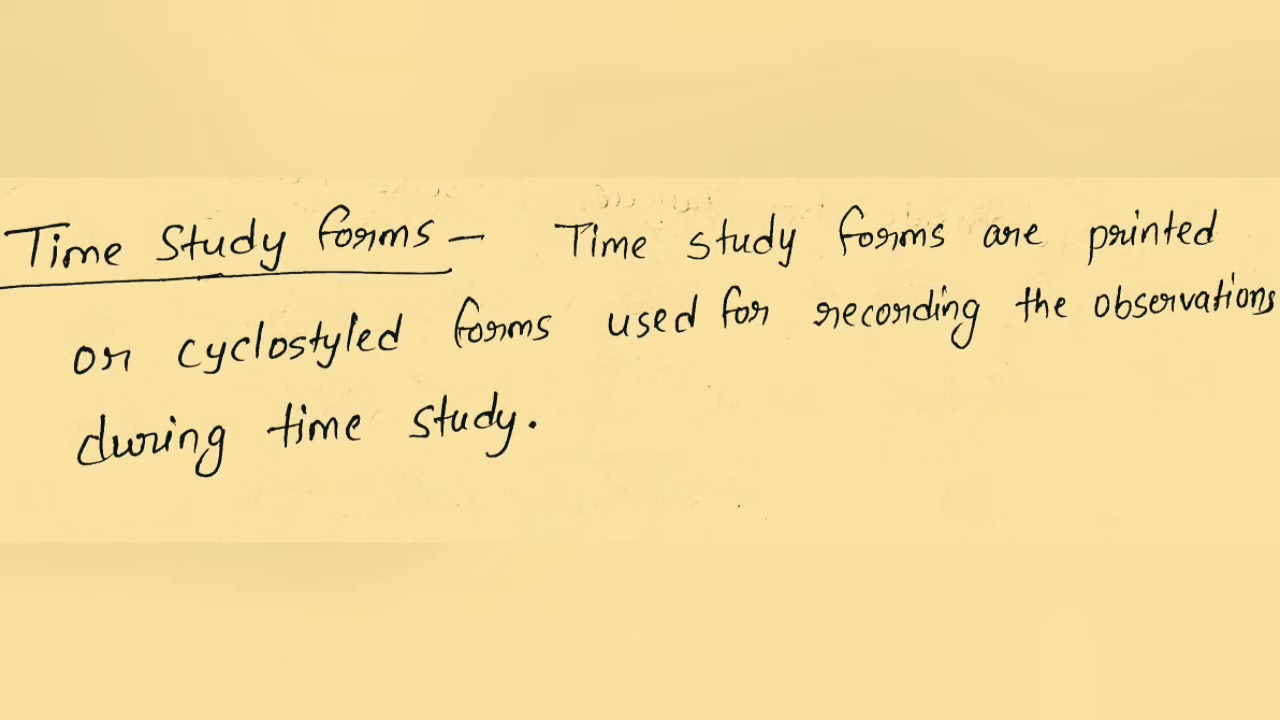 Time Study forms — Time study forms are printed
or cyclostyled forms used for recording the observations
during time study.